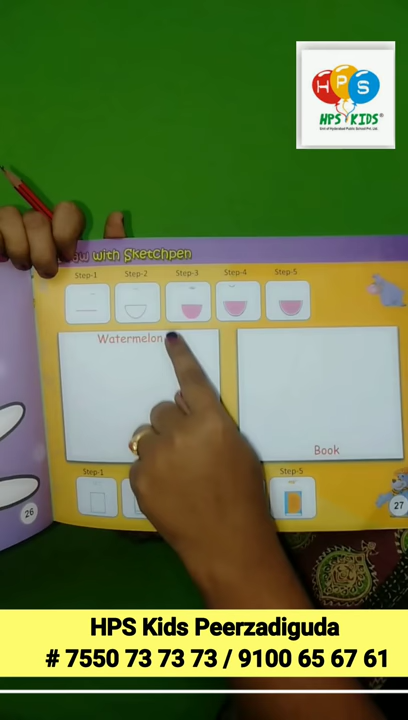 HPS
HPS KIDS
Unit of Hyderabad Public School Pvt. Ltd.
with Sketchpen
Step-1 Step-2 Step-3 Step-4 Step-5
Watermelon
Book
Step-1 Step-5
26
27
HPS Kids Peerzadiguda
# 7550 73 73 73 / 9100 65 67 61